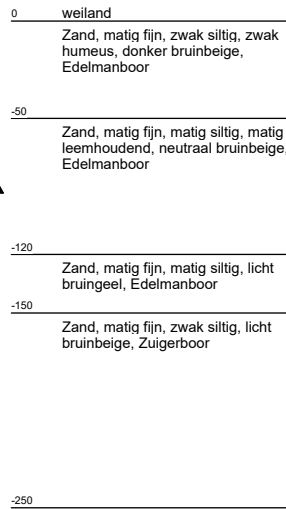 0 weiland
Zand, matig fijn, zwak siltig, zwak
humeus, donker bruinbeige,
Edelmanboor
-50
Zand, matig fijn, matig siltig, matig
leemhoudend, neutraal bruinbeige,
Edelmanboor
-120
Zand, matig fijn, matig siltig, licht
bruingeel, Edelmanboor
-150
Zand, matig fijn, zwak siltig, licht
bruinbeige, Zuigerboor
-250